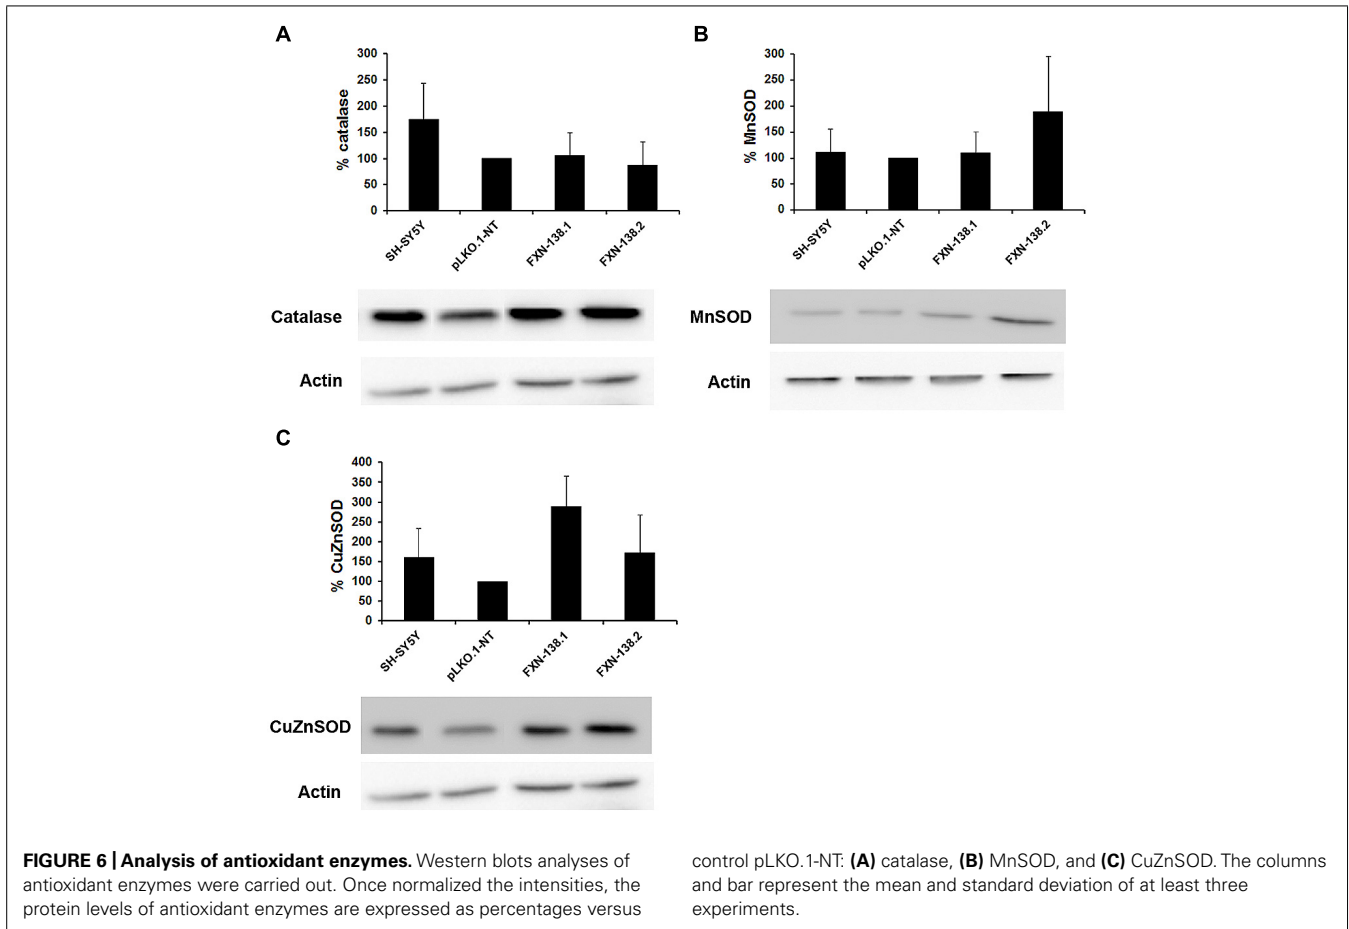 A
300
250
200
150
100
50
0
% catalase
SH-SY5Y
pLKO.1-NT
FXN-138.1
FXN-138.2
Catalase
Actin
B
300
250
200
150
100
50
0
% MnSOD
SH-SY5Y
pLKO.1-NT
FXN-138.1
FXN-138.2
MnSOD
Actin
C
400
350
300
250
200
150
100
50
0
% CuZnSOD
SH-SY5Y
pLKO.1-NT
FXN-138.1
FXN-138.2
CuZnSOD
Actin
FIGURE 6 | Analysis of antioxidant enzymes. Western blots analyses of
antioxidant enzymes were carried out. Once normalized the intensities, the
protein levels of antioxidant enzymes are expressed as percentages versus
control pLKO.1-NT: (A) catalase, (B) MnSOD, and (C) CuZnSOD. The columns
and bar represent the mean and standard deviation of at least three
experiments.